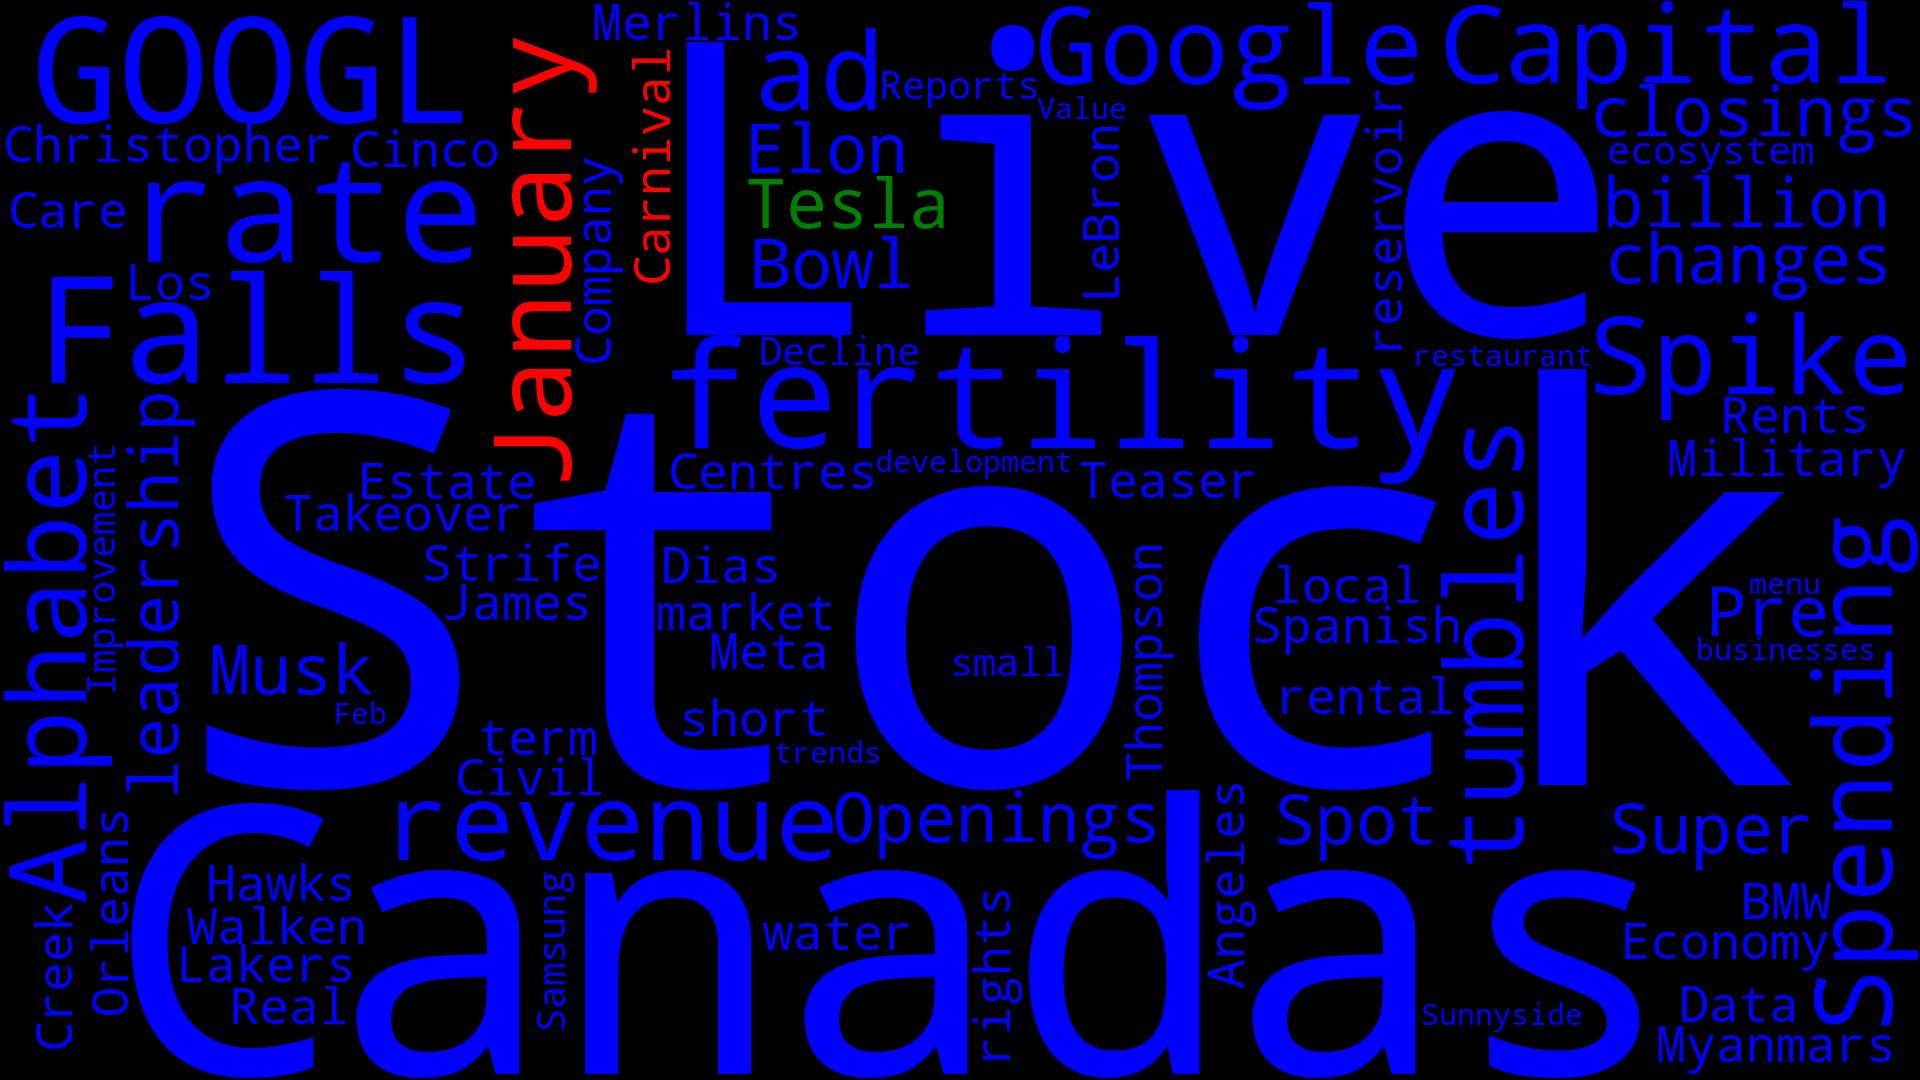 GOOGL
January
Merlins
Carnival
Live
ad
Reports
Google
Value
Capital
closings
Christopher
Cinco
Company
Elon
LeBron
reservoir
ecosystem
Care
rate
Tesla
billion
Bowl
changes
Los
Falls
Decline
restaurant
Spike
fertility
Rents
Military
Alphabet
leadership
Improvement
Stock
Estate
Takeover
Centres
development
Teaser
tumbles
Spending
Strife
James
Dias
market
Meta
small
Thompson
local
Spanish
rental
menu
Pre
businesses
Musk
Feb
term
short
trends
Civil
revenue
Openings
Angeles
Spot
Super
Creek
Orleans
Canadas
Hawks
Walken
Lakers
Real
Samsung
water
rights
Sunnyside
BMW
Economy
Data
Myanmars